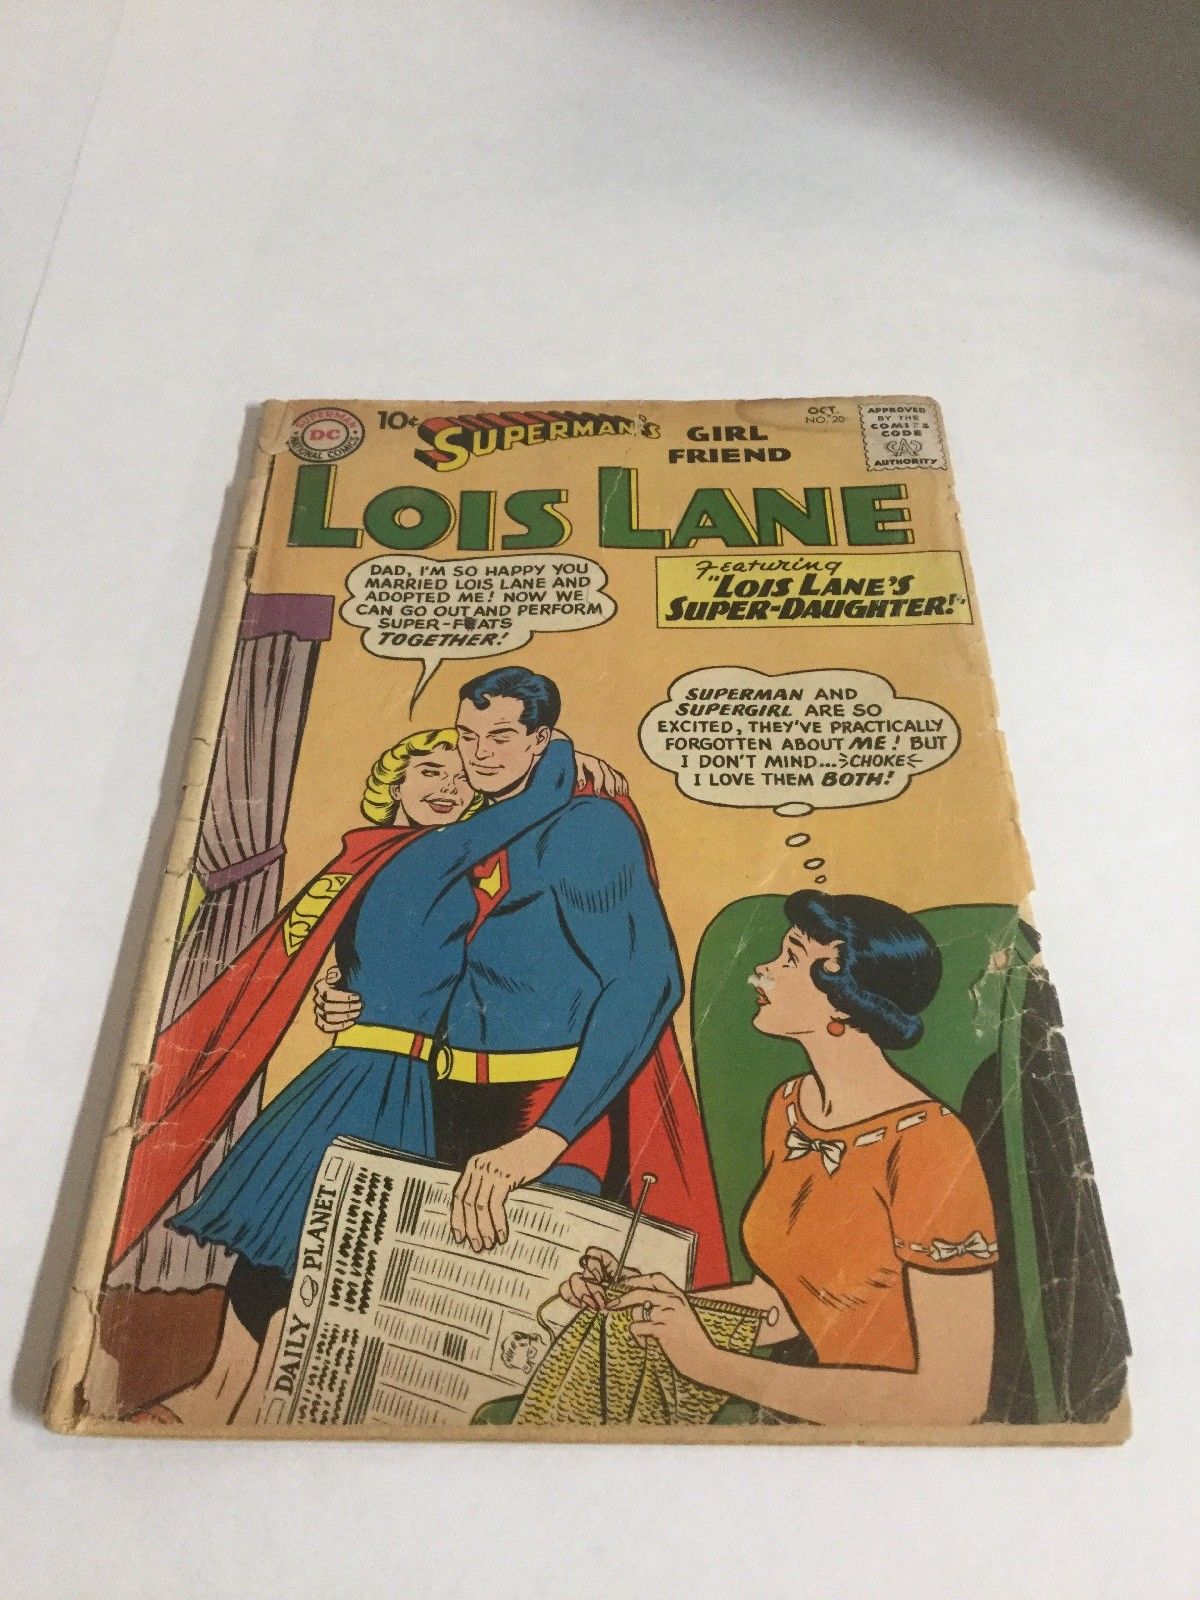 SUPERMAN
DC
NATIONAL COMICS
10¢
SUPERMAN'S
GIRL
FRIEND
OCT.
NO. 20
APPROVED
BY THE
COMICS
CODE
CA
AUTHORITY
LOIS LANE
Featuring
"LOIS LANE'S
SUPER-DAUGHTER!"
DAD, I'M SO HAPPY YOU
MARRIED LOIS LANE AND
ADOPTED ME! NOW WE
CAN GO OUT AND PERFORM
SUPER-FEATS
TOGETHER!
SUPERMAN AND
SUPERGIRL ARE SO
EXCITED, THEY'VE PRACTICALLY
FORGOTTEN ABOUT ME! BUT
I DON'T MIND...CHOKE
I LOVE THEM BOTH!
S
DAILY PLANET